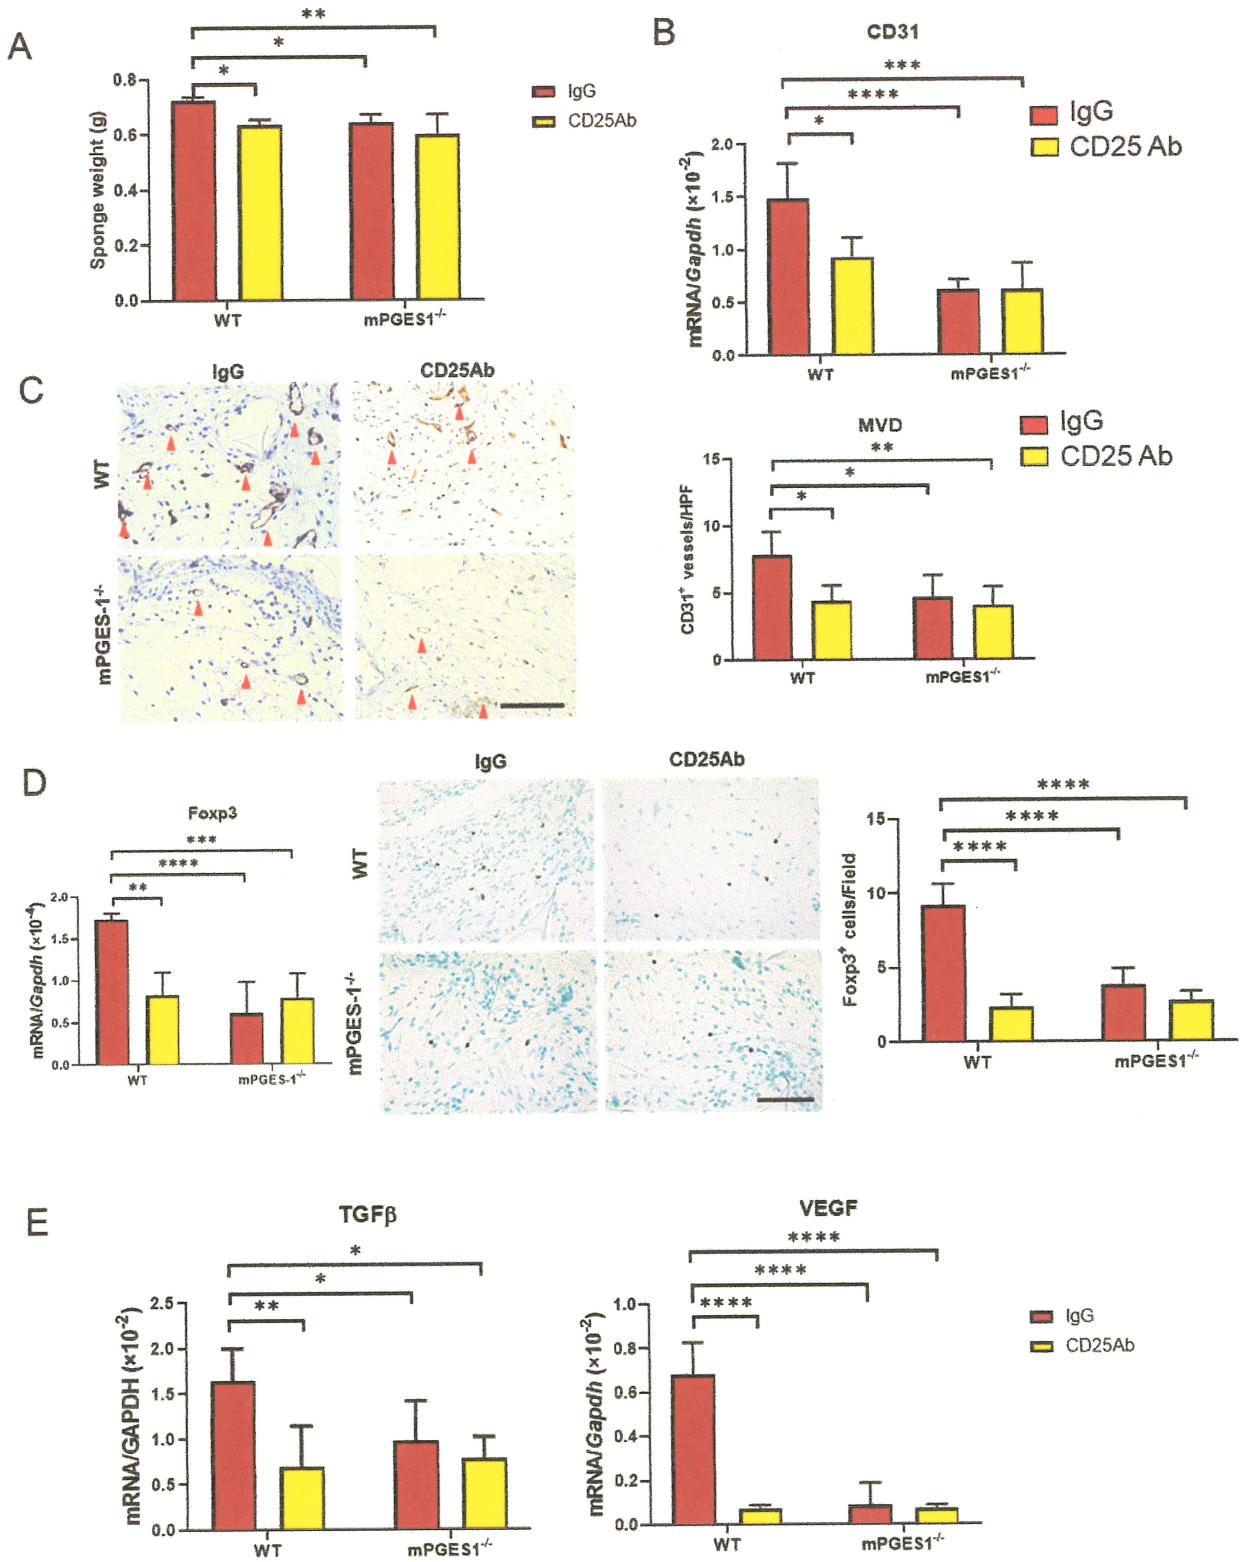 A
**
*
*
Sponge weight (g)
0.8
0.6
0.4
0.2
0.0
WT
mPGES1-/-
IgG
CD25Ab
B
CD31
***
****
*
mRNA/Gapdh (×10-2)
2.0
1.5
1.0
0.5
0.0
WT
mPGES1-/-
IgG
CD25 Ab
C
IgG
CD25Ab
WT
mPGES-1-/-
MVD
**
*
*
CD31+ vessels/HPF
15
10
5
0
WT
mPGES1-/-
IgG
CD25 Ab
D
Foxp3
***
****
**
mRNA/Gapdh (×10-4)
2.0
1.5
1.0
0.5
0.0
WT
mPGES-1-/-
IgG
CD25Ab
WT
mPGES-1-/-
****
****
****
Foxp3+ cells/Field
15
10
5
0
WT
mPGES1-/-
E
TGFβ
*
*
**
mRNA/GAPDH (×10-2)
2.5
2.0
1.5
1.0
0.5
0.0
WT
mPGES1-/-
VEGF
****
****
****
mRNA/Gapdh (×10-2)
1.0
0.8
0.6
0.4
0.2
0.0
WT
mPGES1-/-
IgG
CD25Ab